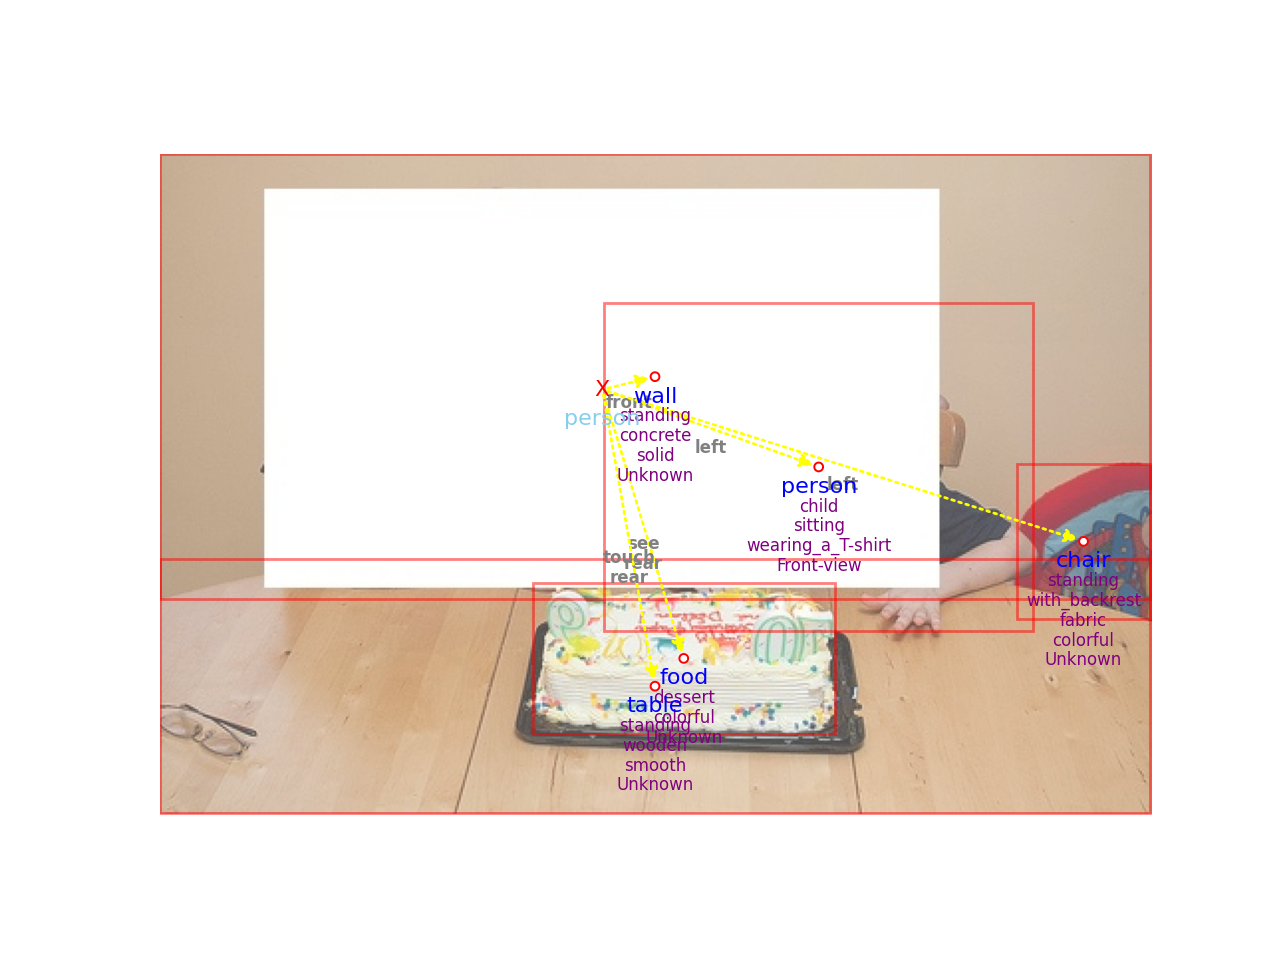 X
wall
front
person
standing
concrete
solid
Unknown
left
person
left
child
sitting
wearing_a_T-shirt
Front-view
see
touch
rear
rear
chair
standing
with_backrest
fabric
colorful
Unknown
food
dessert
colorful
Unknown
table
standing
wooden
smooth
Unknown